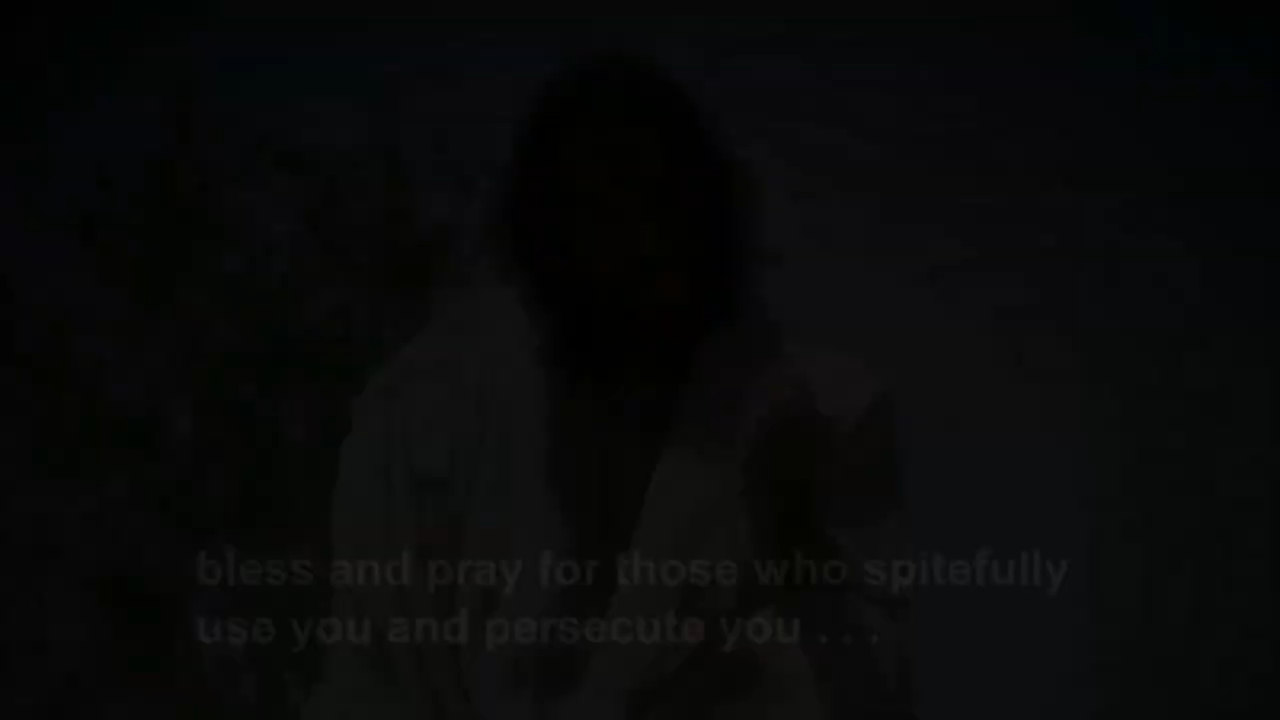 bless and pray for those who spitefully
use you and persecute you . . .